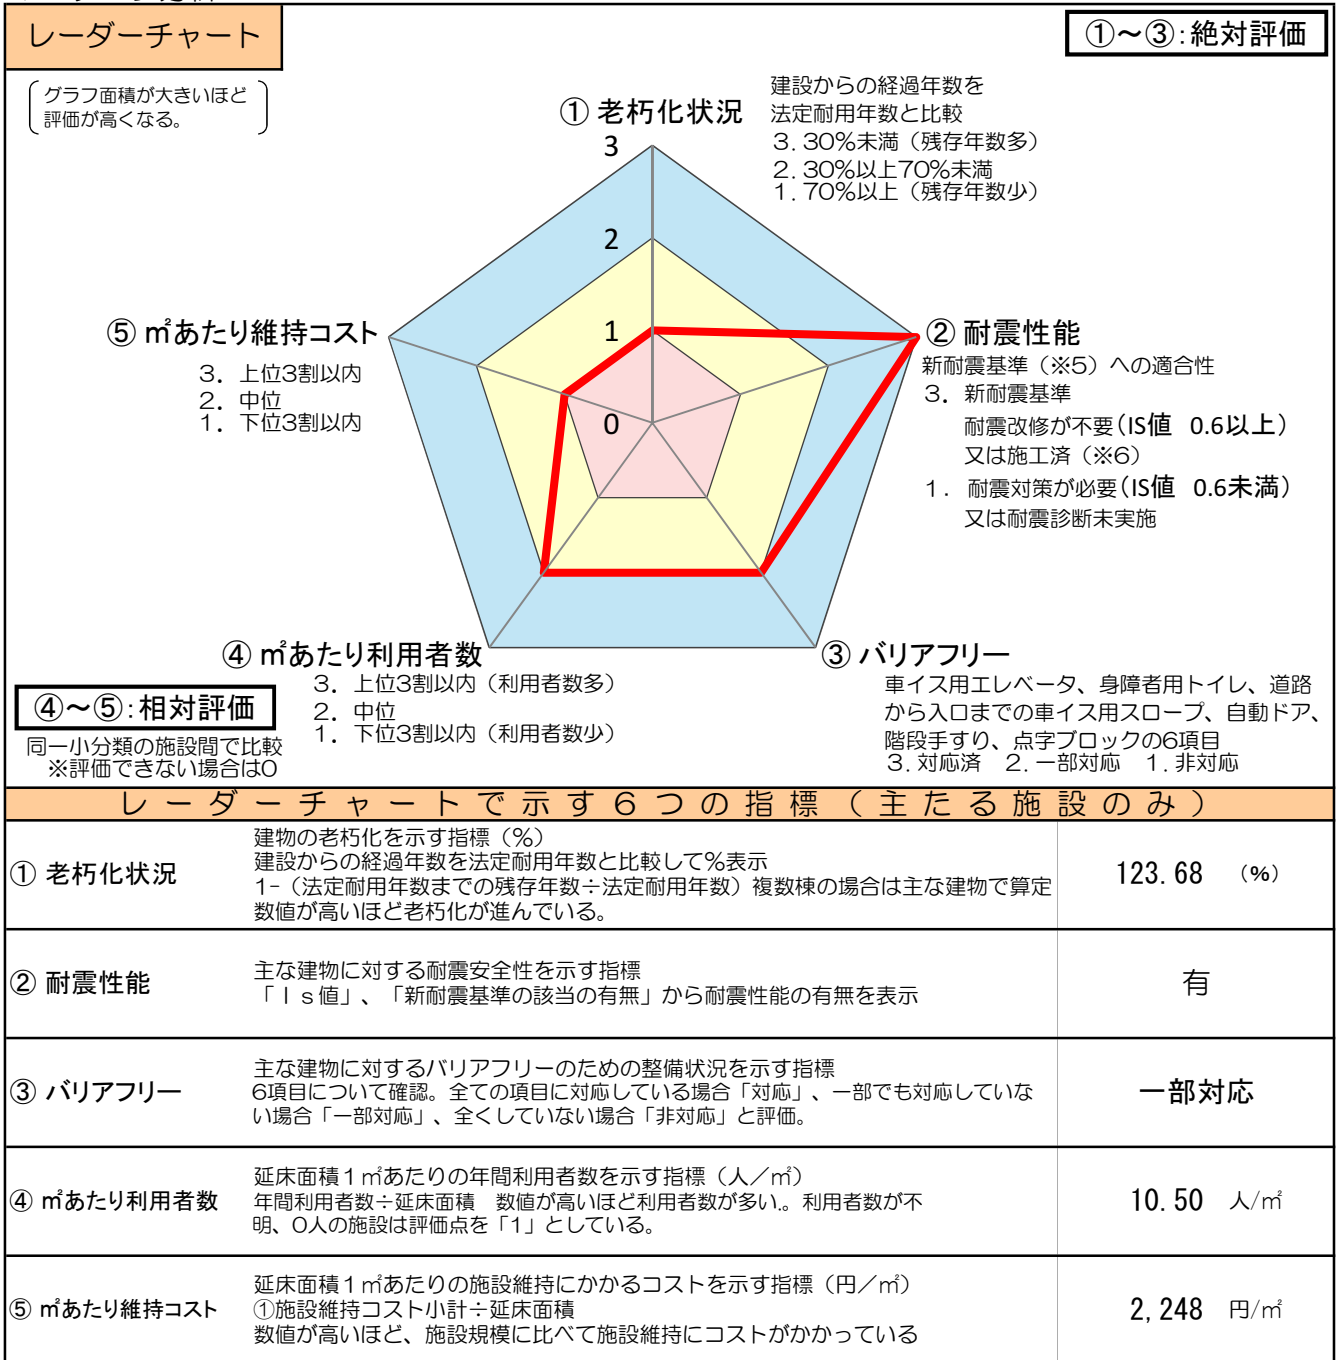 レーダーチャート
①～③:絶対評価
グラフ面積が大きいほど
評価が高くなる。
① 老朽化状況
建設からの経過年数を
法定耐用年数と比較
3.30%未満（残存年数多）
2.30%以上70%未満
1.70%以上（残存年数少）
3
2
1
0
② 耐震性能
新耐震基準（※5）への適合性
3. 新耐震基準
耐震改修が不要(IS値 0.6以上)
又は施工済（※6）
1. 耐震対策が必要(IS値 0.6未満)
又は耐震診断未実施
⑤ ㎡あたり維持コスト
3. 上位3割以内
2. 中位
1. 下位3割以内
④ ㎡あたり利用者数
3. 上位3割以内（利用者数多）
2. 中位
1. 下位3割以内（利用者数少）
③ バリアフリー
車イス用エレベータ、身障者用トイレ、道路
から入口までの車イス用スロープ、自動ドア、
階段手すり、点字ブロックの6項目
3.対応済 2.一部対応 1.非対応
④～⑤:相対評価
同一小分類の施設間で比較
※評価できない場合は0
レーダーチャートで示す６つの指標（主たる施設のみ）
① 老朽化状況
建物の老朽化を示す指標（%）
建設からの経過年数を法定耐用年数と比較して%表示
1-（法定耐用年数までの残存年数÷法定耐用年数）複数棟の場合は主な建物で算定
数値が高いほど老朽化が進んでいる。
123.68 （%）
② 耐震性能
主な建物に対する耐震安全性を示す指標
「Ｉｓ値」、「新耐震基準の該当の有無」から耐震性能の有無を表示
有
③ バリアフリー
主な建物に対するバリアフリーのための整備状況を示す指標
6項目について確認。全ての項目に対応している場合「対応」、一部でも対応していな
い場合「一部対応」、全くしていない場合「非対応」と評価。
一部対応
④ ㎡あたり利用者数
延床面積１㎡あたりの年間利用者数を示す指標（人／㎡）
年間利用者数÷延床面積 数値が高いほど利用者数が多い。利用者数が不
明、0人の施設は評価点を「1」としている。
10.50 人/㎡
⑤ ㎡あたり維持コスト
延床面積１㎡あたりの施設維持にかかるコストを示す指標（円／㎡）
①施設維持コスト小計÷延床面積
数値が高いほど、施設規模に比べて施設維持にコストがかかっている
2,248 円/㎡